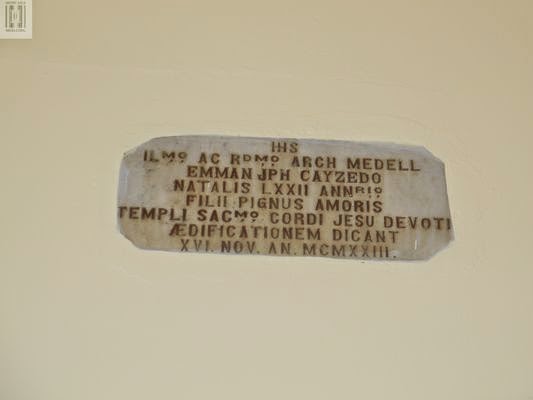 IHS
ILMO AC RDMO ARCH MEDELL
EMMAN JPH CAYZEDO
NATALIS LXXII ANNRIO
FILII PIGNUS AMORIS
TEMPLI SACMO CORDI JESU DEVOTI
ÆDIFICATIONEM DICANT
XVI. NOV. AN. MCMXXIII.